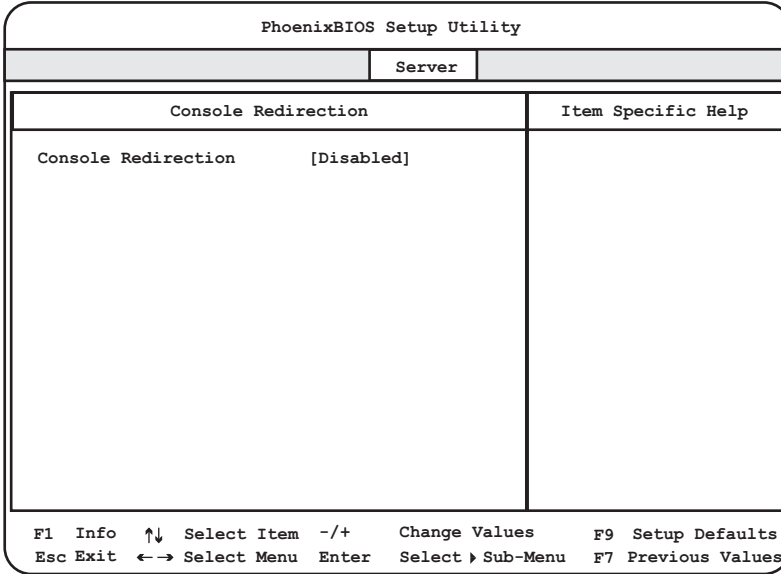 PhoenixBIOS Setup Utility
Server
Console Redirection
Item Specific Help
Console Redirection [Disabled]
F1 Info ↑↓ Select Item -/+ Change Values F9 Setup Defaults
Esc Exit ←→ Select Menu Enter Select ▸ Sub-Menu F7 Previous Values